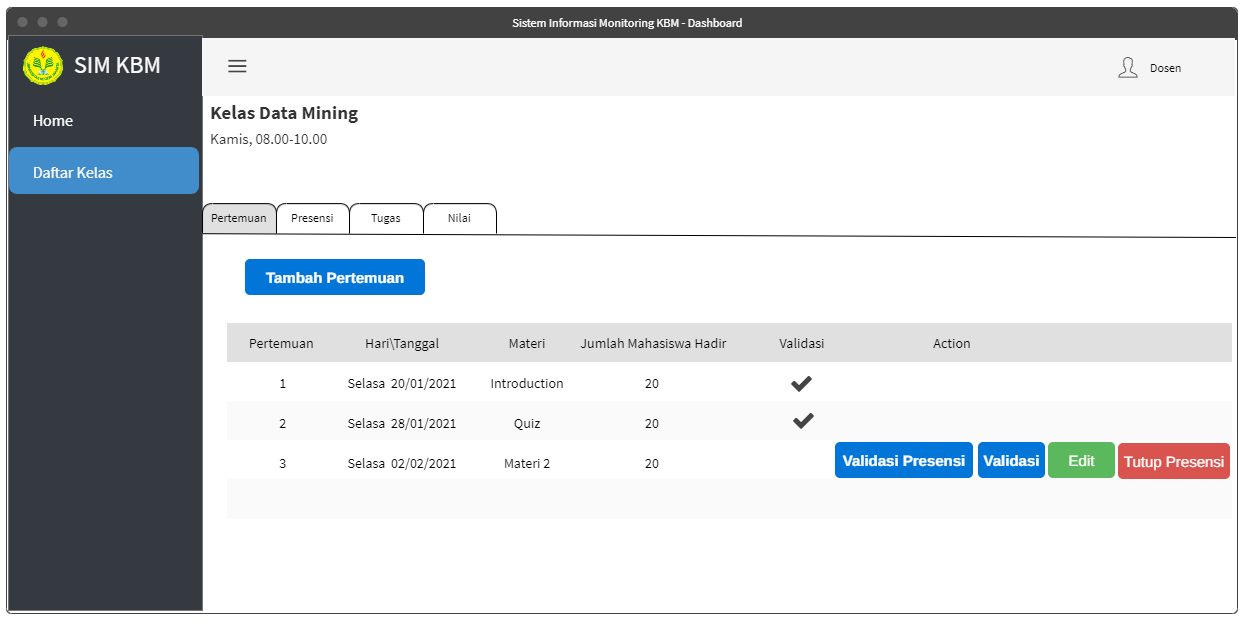 Sistem Informasi Monitoring KBM - Dashboard
SIM KBM
Dosen
Home
Daftar Kelas
Kelas Data Mining
Kamis, 08.00-10.00
Pertemuan Presensi Tugas Nilai
Tambah Pertemuan
Pertemuan Hari\Tanggal Materi Jumlah Mahasiswa Hadir Validasi Action
1 Selasa 20/01/2021 Introduction 20
2 Selasa 28/01/2021 Quiz 20
3 Selasa 02/02/2021 Materi 2 20 Validasi Presensi Validasi Edit Tutup Presensi